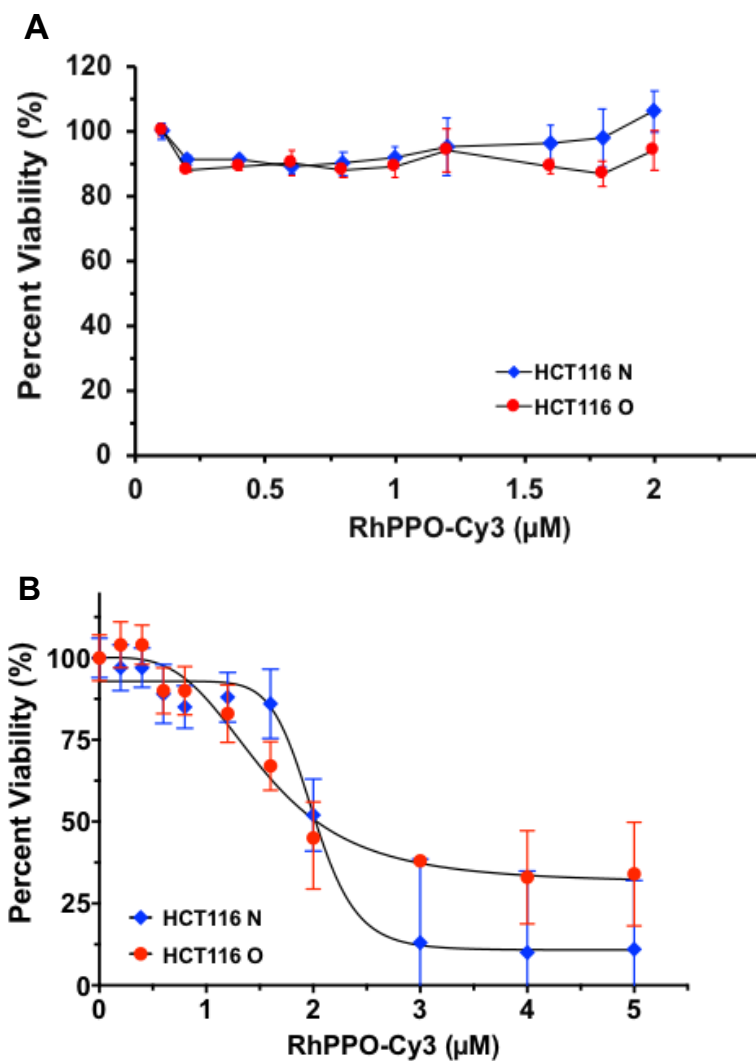 A
Percent Viability (%)
120
100
80
60
40
20
0
0
0.5
1
1.5
2
HCT116 N
HCT116 O
RhPPO-Cy3 (µM)
B
Percent Viability (%)
100
75
50
25
0
0
1
2
3
4
5
HCT116 N
HCT116 O
RhPPO-Cy3 (µM)